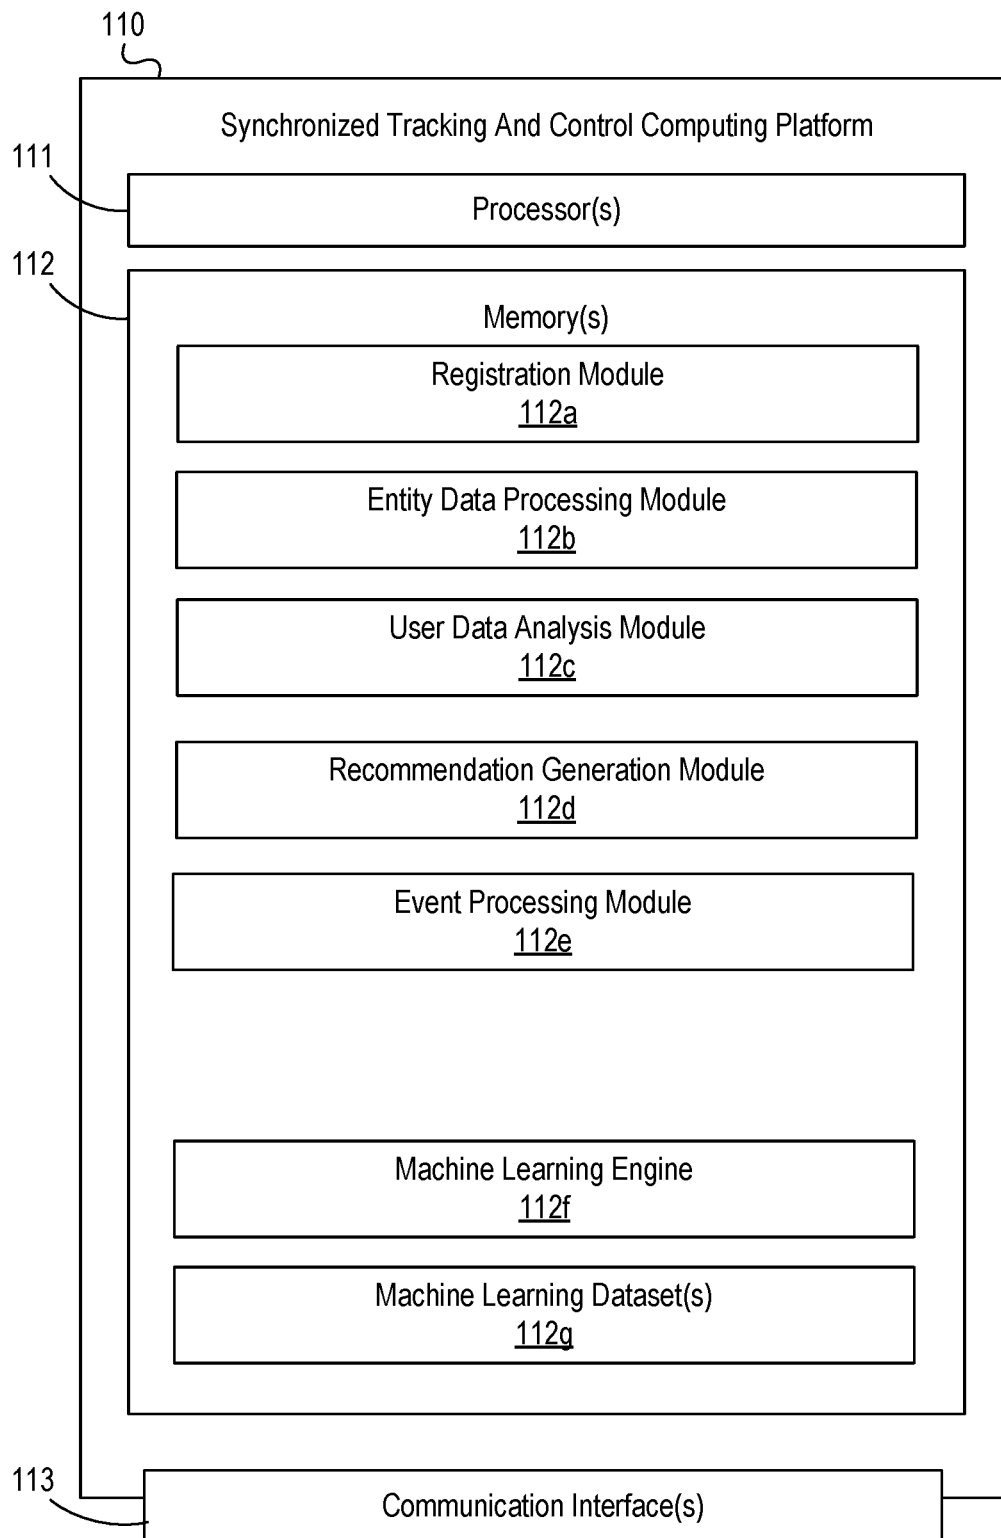 110
Synchronized Tracking And Control Computing Platform
111
Processor(s)
112
Memory(s)
Registration Module
112a
Entity Data Processing Module
112b
User Data Analysis Module
112c
Recommendation Generation Module
112d
Event Processing Module
112e
Machine Learning Engine
112f
Machine Learning Dataset(s)
112g
113
Communication Interface(s)